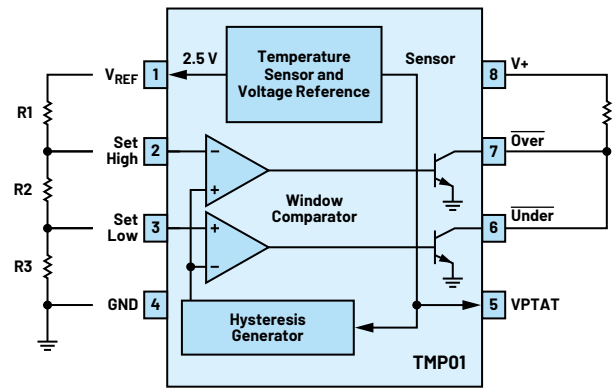 2.5 V
Temperature
Sensor and
Voltage Reference
Sensor
V+
VREF
1
8
R1
Set
High
2
7
Over
R2
Window
Comparator
Set
Low
3
6
Under
R3
GND
4
5
VPTAT
Hysteresis
Generator
TMP01
−
+
+
−